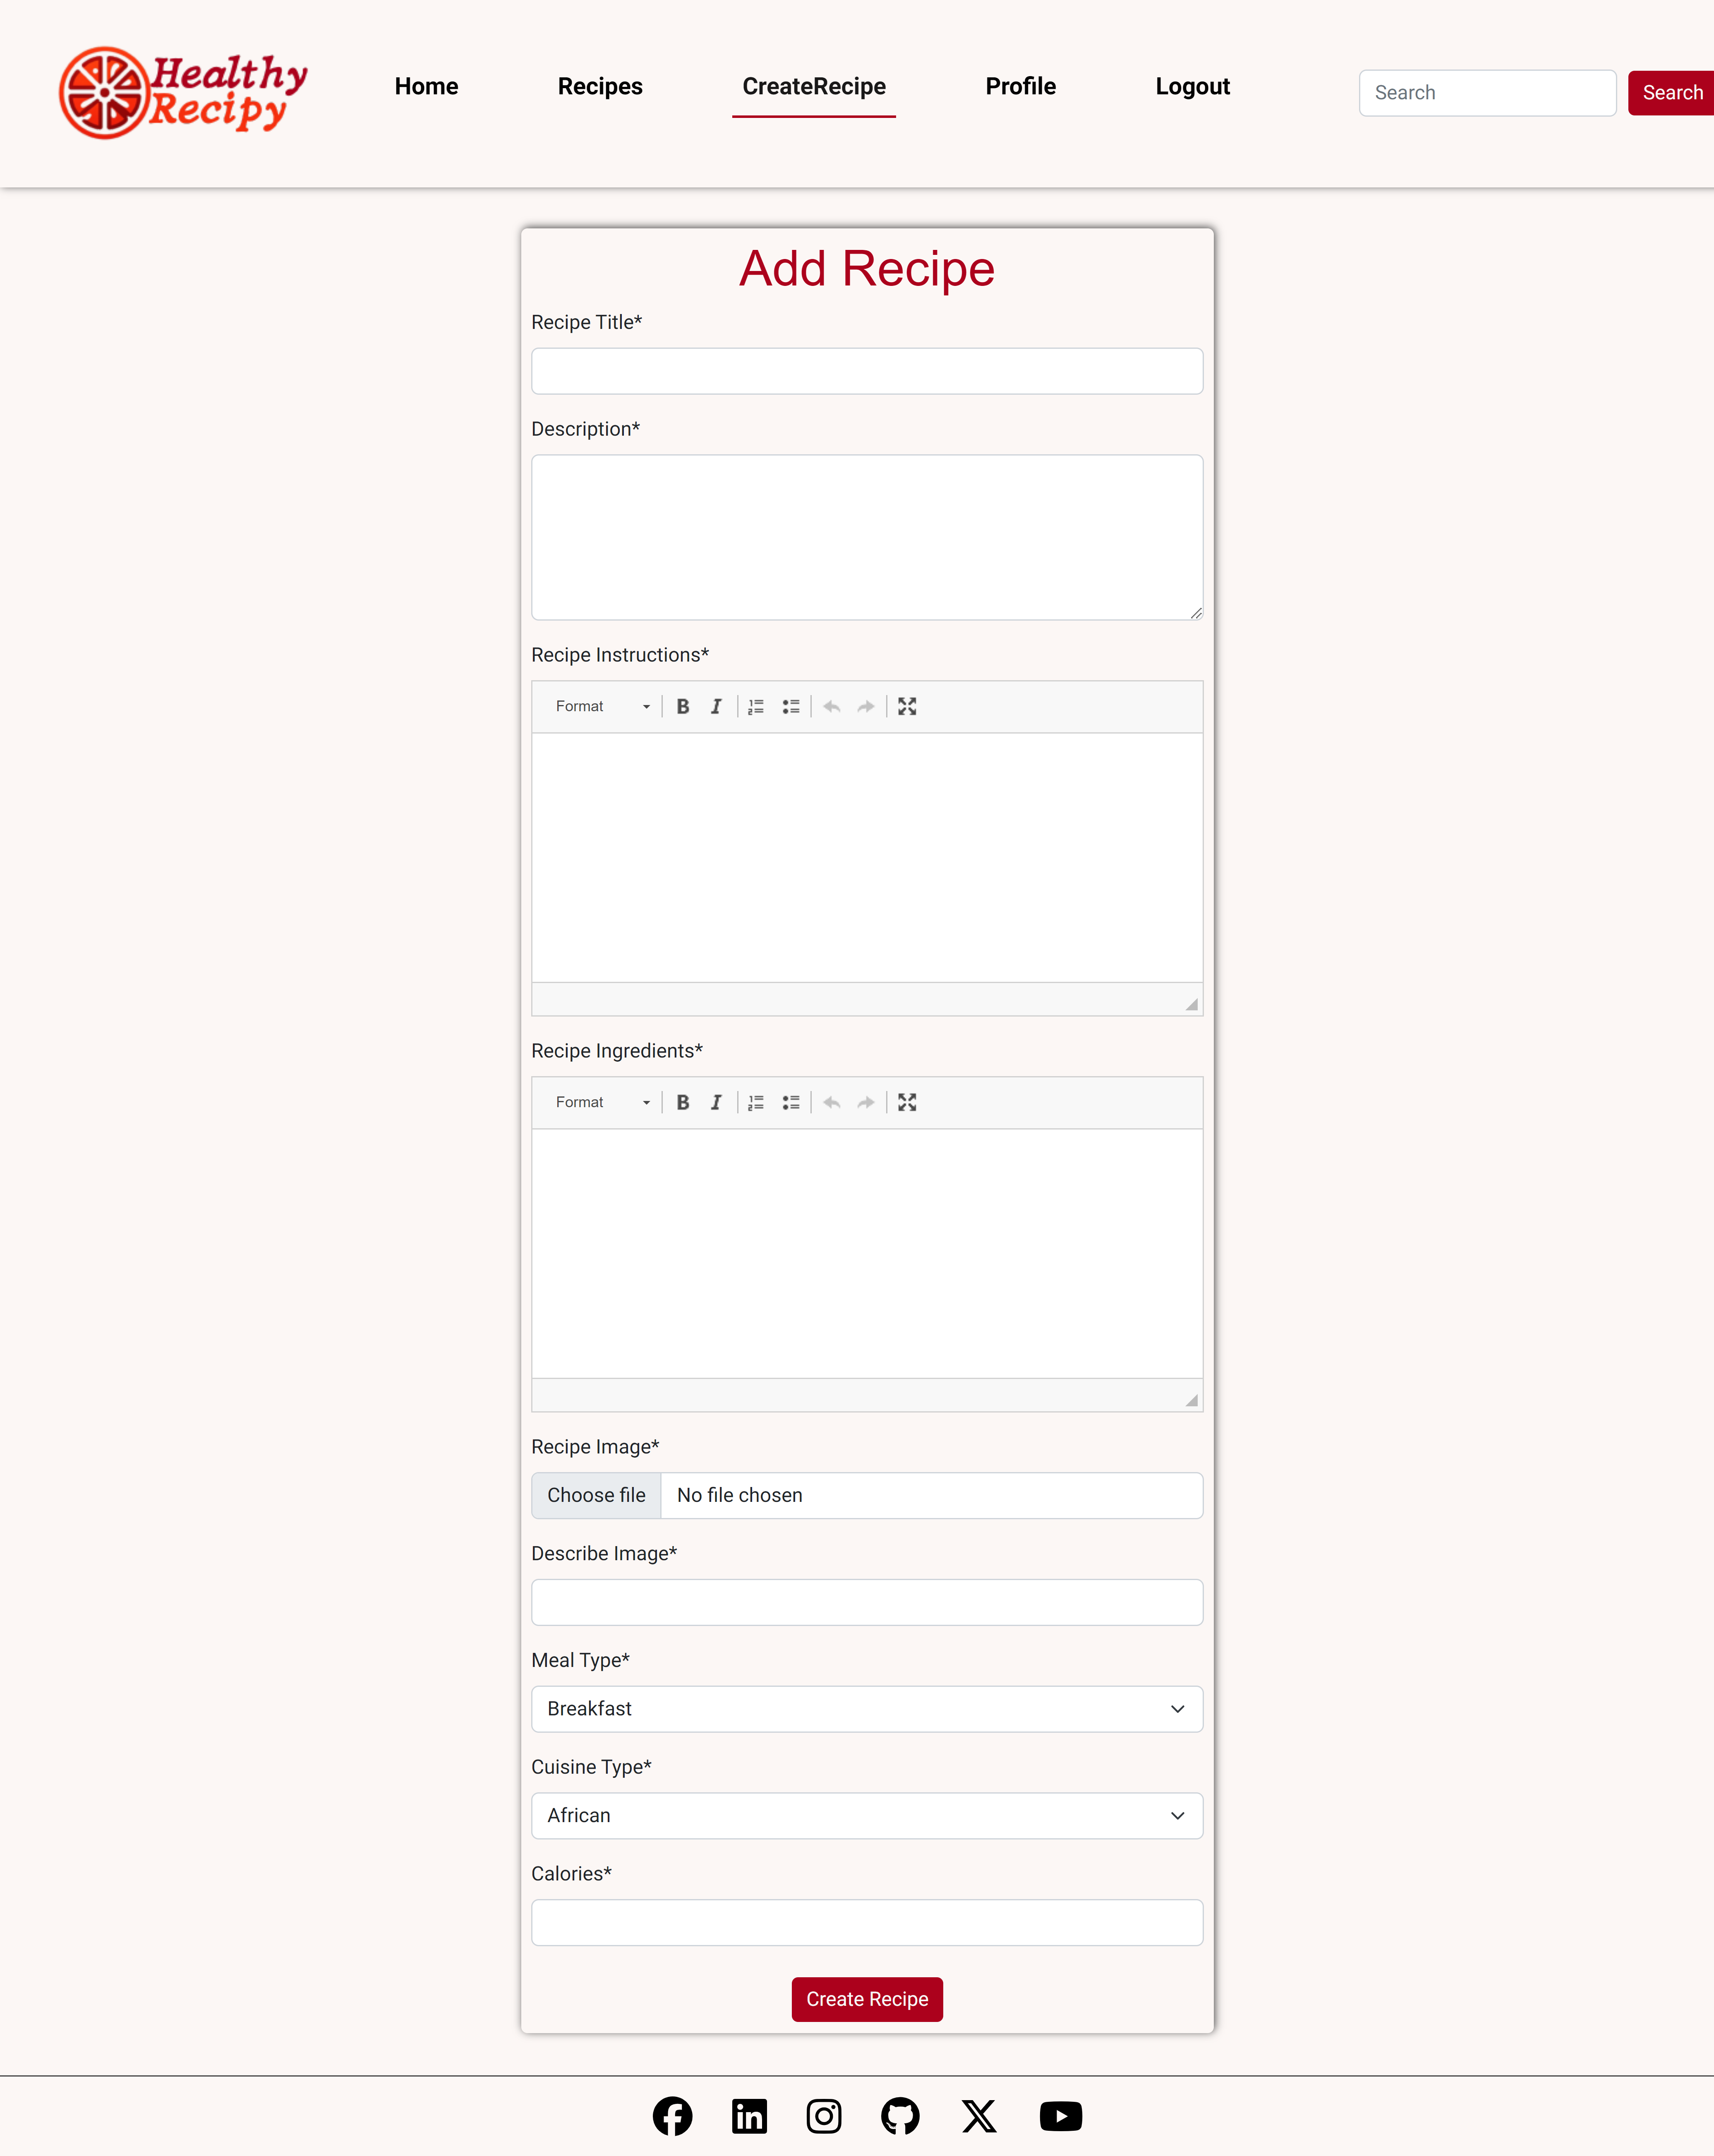 Healthy
Recipy
Home Recipes CreateRecipe Profile Logout Search Search
Add Recipe
Recipe Title*
Description*
Recipe Instructions*
Format B I
Recipe Ingredients*
Format B I
Recipe Image*
Choose file No file chosen
Describe Image*
Meal Type*
Breakfast
Cuisine Type*
African
Calories*
Create Recipe